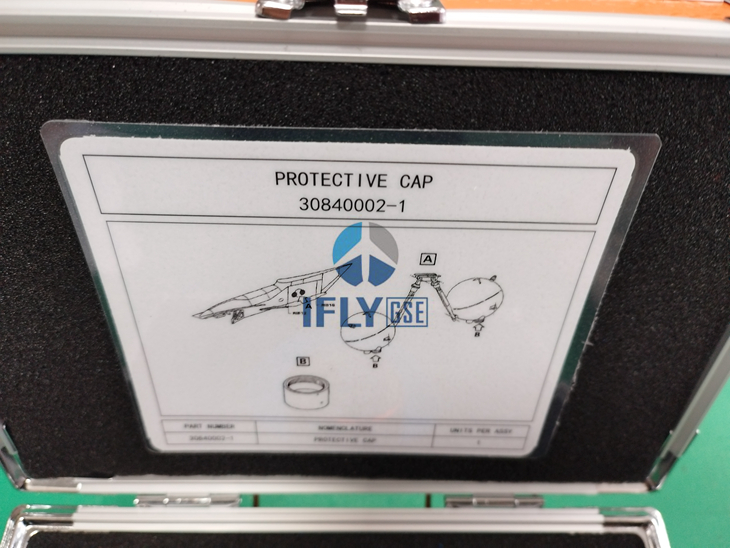 PROTECTIVE CAP
30840002-1
A
A
IFLY GSE
B
B
B
PART NUMBER NOMENCLATURE UNITS PER ASSY
30840002-1 PROTECTIVE CAP 1